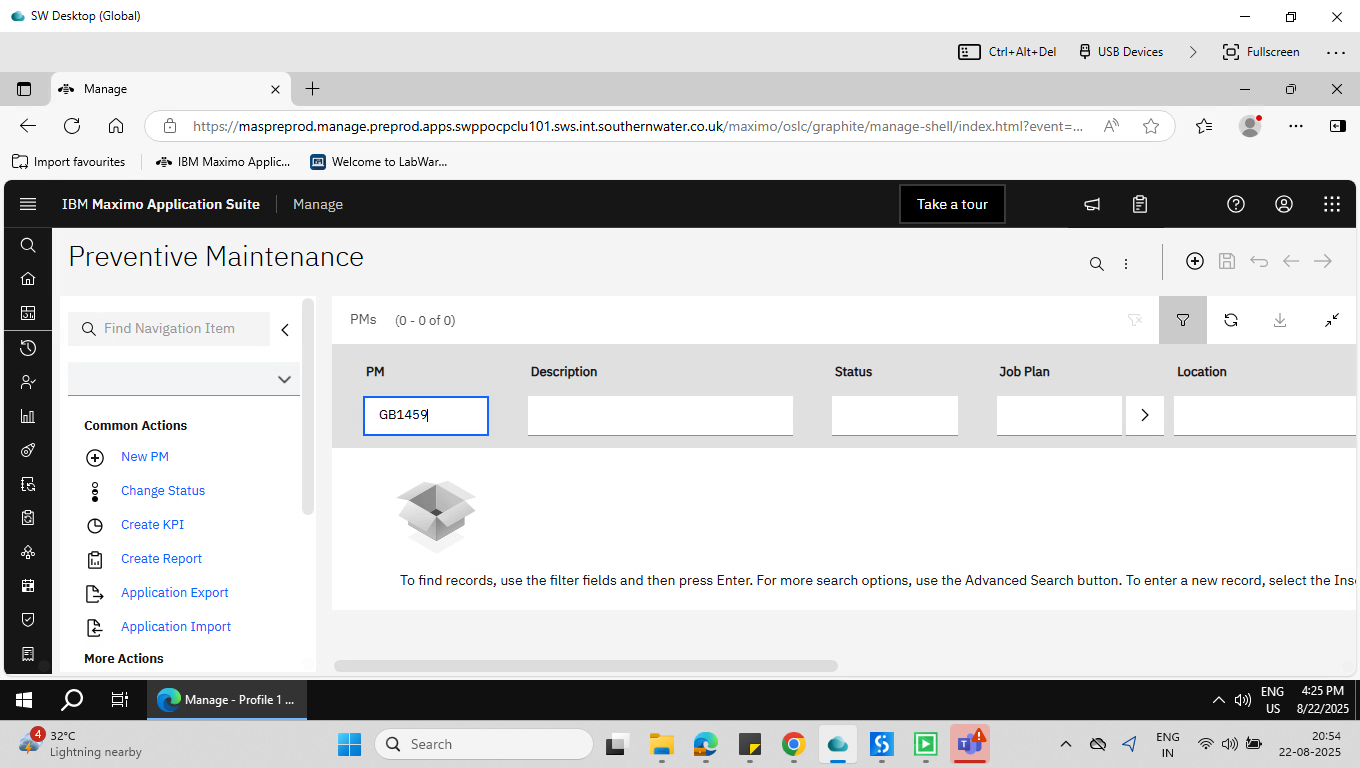 SW Desktop (Global)
Ctrl+Alt+Del
USB Devices
Fullscreen
Manage
https://maspreprod.manage.preprod.apps.swppocpclu101.sws.int.southernwater.co.uk/maximo/oslc/graphite/manage-shell/index.html?event=...
Import favourites
IBM Maximo Applic...
Welcome to LabWar...
IBM Maximo Application Suite
Manage
Take a tour
Preventive Maintenance
Find Navigation Item
PMs (0 - 0 of 0)
PM
Description
Status
Job Plan
Location
GB1459
Common Actions
New PM
Change Status
Create KPI
Create Report
Application Export
Application Import
More Actions
To find records, use the filter fields and then press Enter. For more search options, use the Advanced Search button. To enter a new record, select the Inse
Manage - Profile 1 ...
ENG
US
4:25 PM
8/22/2025
4
32°C
Lightning nearby
Search
ENG
IN
20:54
22-08-2025